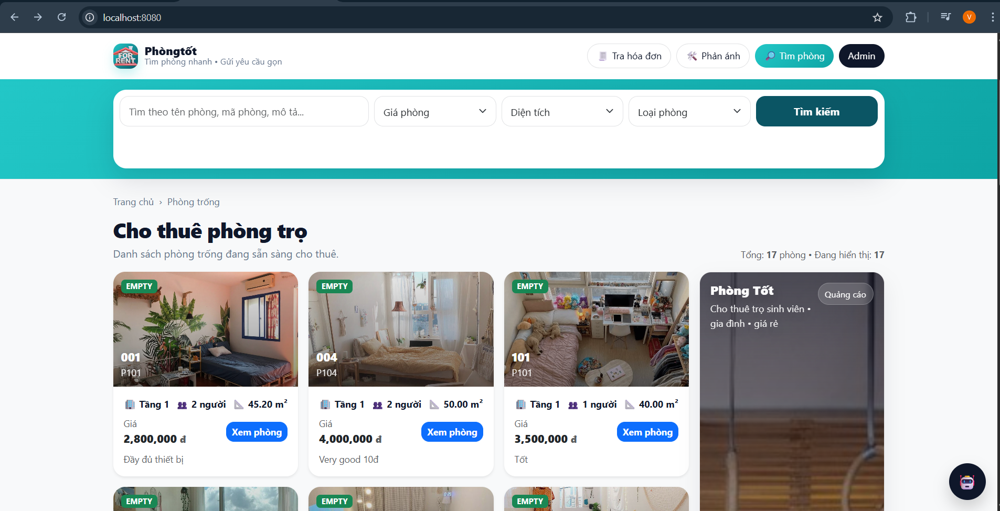 localhost:8080
V
FOR RENT
Phòngtốt
Tìm phòng nhanh • Gửi yêu cầu gọn
Tra hóa đơn
Phản ánh
Tìm phòng
Admin
Tìm theo tên phòng, mã phòng, mô tả...
Giá phòng
Diện tích
Loại phòng
Tìm kiếm
Trang chủ › Phòng trống
Cho thuê phòng trọ
Danh sách phòng trống đang sẵn sàng cho thuê.
Tổng: 17 phòng • Đang hiển thị: 17
EMPTY
001
P101
Tầng 1 2 người 45.20 m²
Giá
2,800,000 đ
Xem phòng
Đầy đủ thiết bị
EMPTY
004
P104
Tầng 1 2 người 50.00 m²
Giá
4,000,000 đ
Xem phòng
Very good 10đ
EMPTY
101
P101
Tầng 1 1 người 40.00 m²
Giá
3,500,000 đ
Xem phòng
Tốt
Phòng Tốt
Quảng cáo
Cho thuê trọ sinh viên •
gia đình • giá rẻ
EMPTY
EMPTY
EMPTY